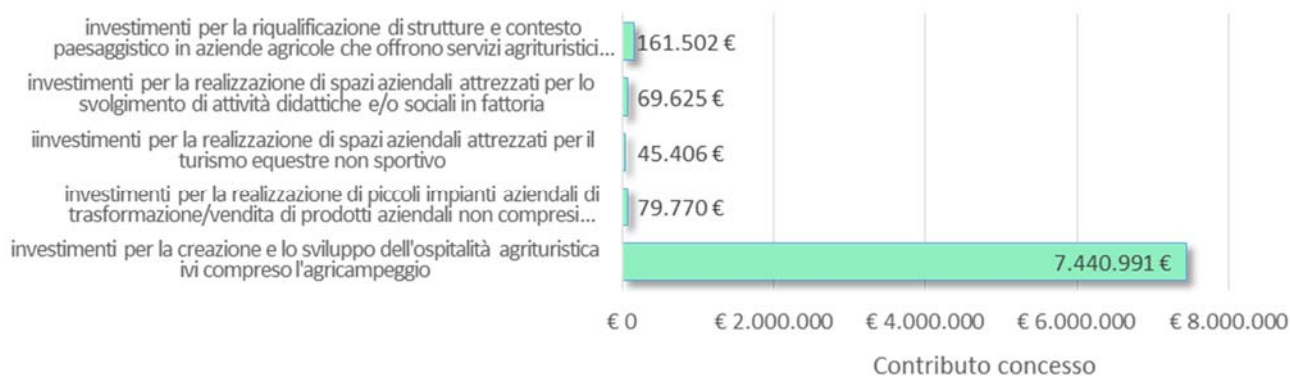 investimenti per la riqualificazione di strutture e contesto
paesaggistico in aziende agricole che offrono servizi agrituristici...
161.502 €
investimenti per la realizzazione di spazi aziendali attrezzati per lo
svolgimento di attività didattiche e/o sociali in fattoria
69.625 €
iinvestimenti per la realizzazione di spazi aziendali attrezzati per il
turismo equestre non sportivo
45.406 €
investimenti per la realizzazione di piccoli impianti aziendali di
trasformazione/vendita di prodotti aziendali non compresi...
79.770 €
investimenti per la creazione e lo sviluppo dell'ospitalità agrituristica
ivi compreso l'agricampeggio
7.440.991 €
€ 0 € 2.000.000 € 4.000.000 € 6.000.000 € 8.000.000
Contributo concesso